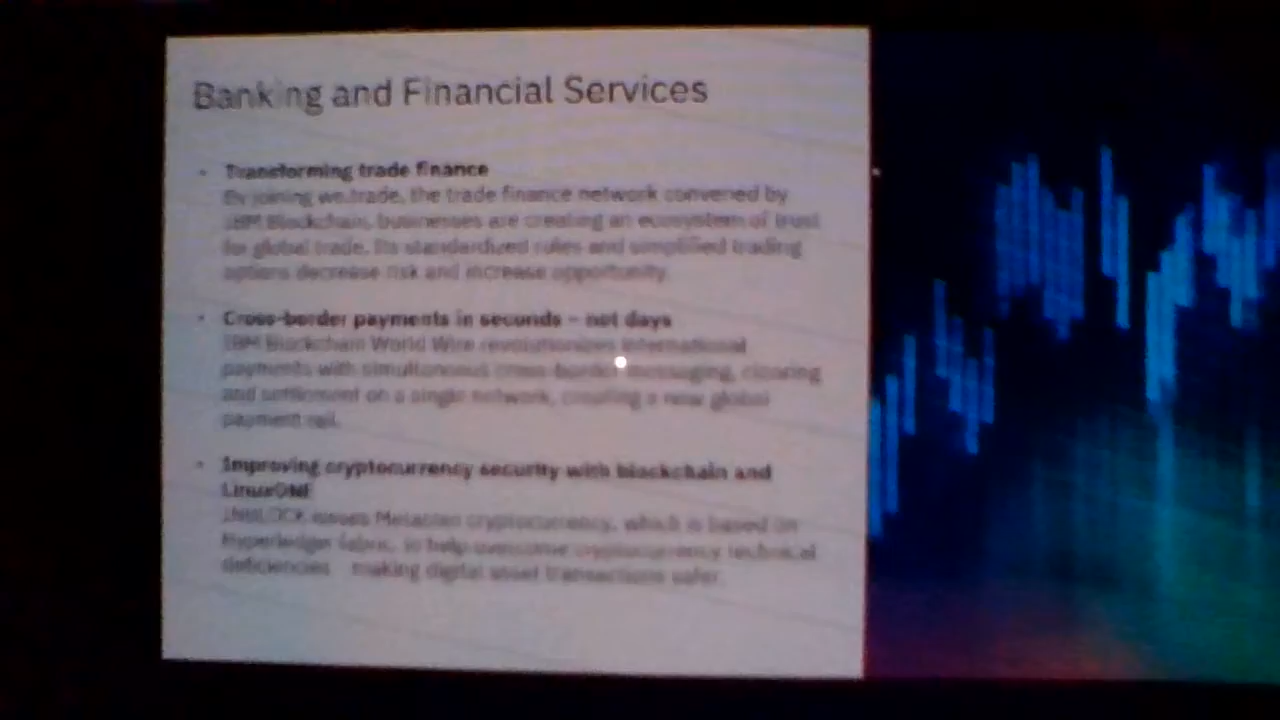 Banking and Financial Services
Transforming trade finance
By joining we.trade, the trade finance network convened by
IBM Blockchain, businesses are creating an ecosystem of trust
for global trade. Its standardized rules and simplified trading
options decrease risk and increase opportunity.
Cross-border payments in seconds – not days
IBM Blockchain World Wire revolutionizes international
payments with simultaneous cross-border messaging, clearing
and settlement on a single network, creating a new global
payment rail.
Improving cryptocurrency security with blockchain and
LinuxONE
INBLOCK issues Metacoin cryptocurrency, which is based on
Hyperledger fabric, to help overcome cryptocurrency technical
deficiencies making digital asset transactions safer.